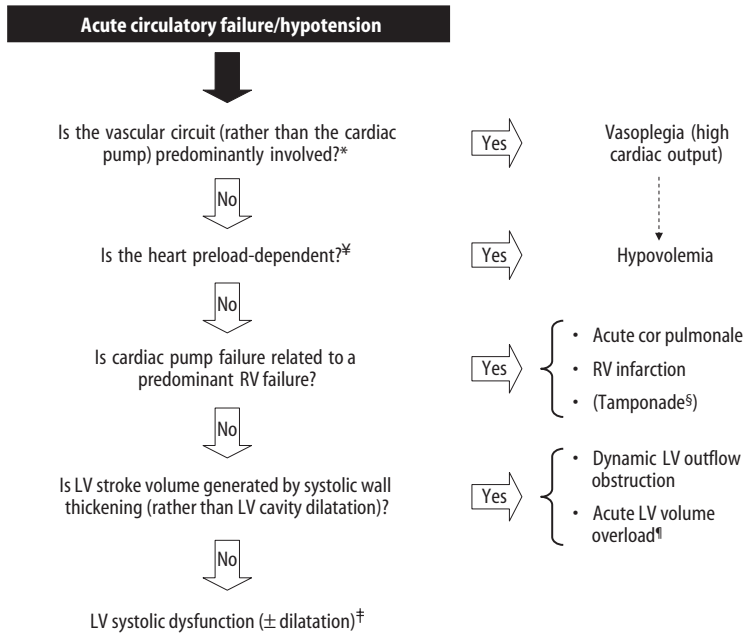 Acute circulatory failure/hypotension
Is the vascular circuit (rather than the cardiac
pump) predominantly involved?*
Yes
Vasoplegia (high
cardiac output)
No
Is the heart preload-dependent?¥
Yes
Hypovolemia
No
Is cardiac pump failure related to a
predominant RV failure?
Yes
• Acute cor pulmonale
• RV infarction
• (Tamponade§)
No
Is LV stroke volume generated by systolic wall
thickening (rather than LV cavity dilatation)?
Yes
• Dynamic LV outflow
obstruction
• Acute LV volume
overload¶
No
LV systolic dysfunction (± dilatation)‡